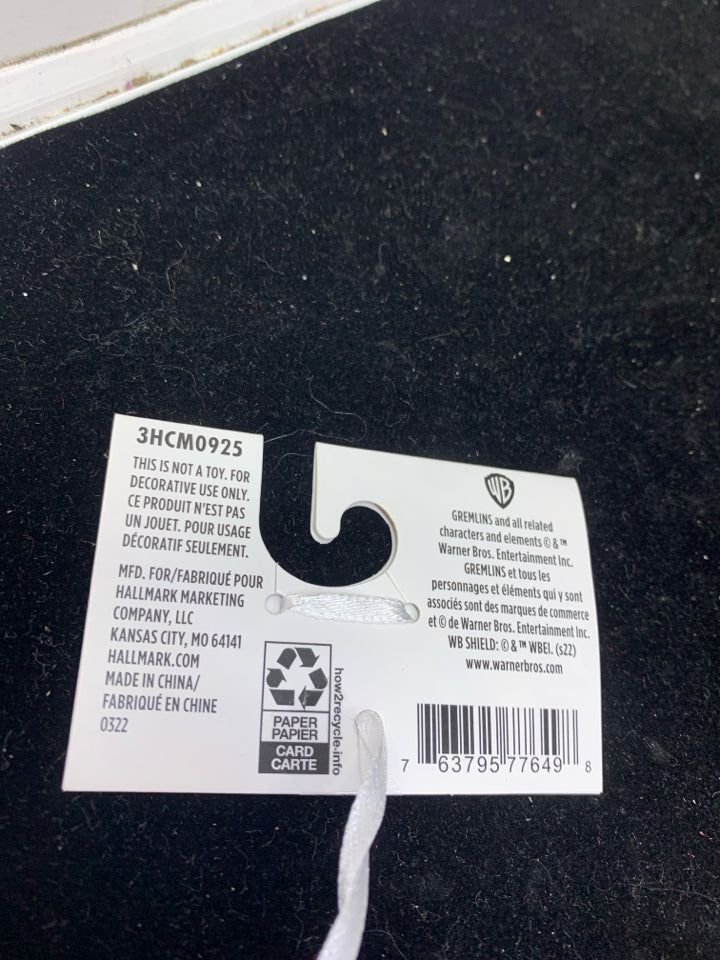 3HCM0925
THIS IS NOT A TOY. FOR
DECORATIVE USE ONLY.
CE PRODUIT N'EST PAS
UN JOUET. POUR USAGE
DÉCORATIF SEULEMENT.
MFD. FOR/FABRIQUÉ POUR
HALLMARK MARKETING
COMPANY, LLC
KANSAS CITY, MO 64141
HALLMARK.COM
MADE IN CHINA/
FABRIQUÉ EN CHINE
0322
PAPER
PAPIER
CARD
CARTE
how2recycle.info
WB
GREMLINS and all related
characters and elements © & ™
Warner Bros. Entertainment Inc.
GREMLINS et tous les
personnages et éléments qui y sont
associés sont des marques de commerce
et © de Warner Bros. Entertainment Inc.
WB SHIELD: © & ™ WBEI. (s22)
www.warnerbros.com
7 63795 77649 8